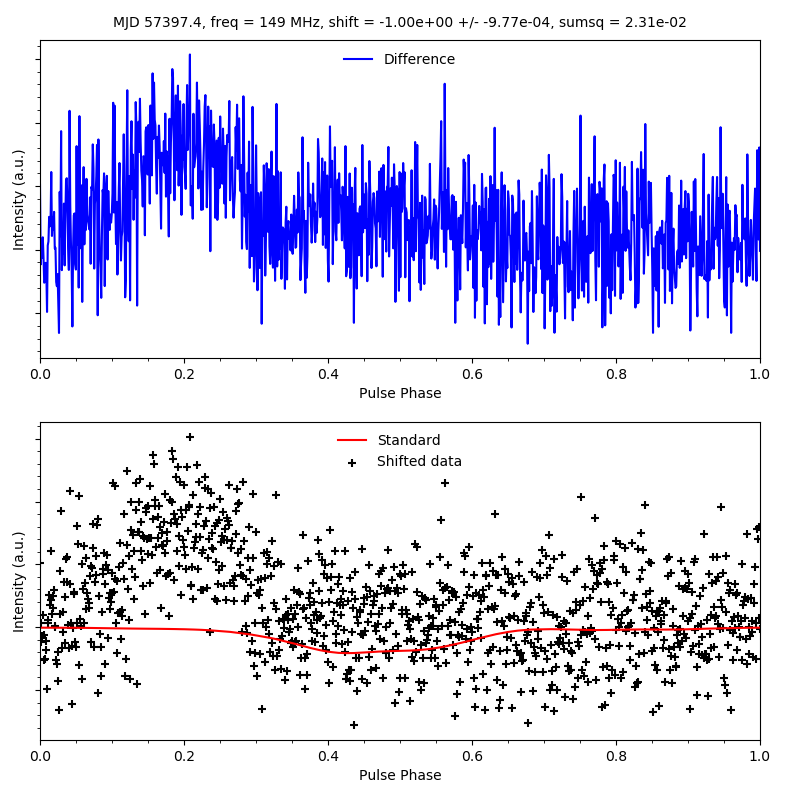 MJD 57397.4, freq = 149 MHz, shift = -1.00e+00 +/- -9.77e-04, sumsq = 2.31e-02
Difference
Intensity (a.u.)
0.0 0.2 0.4 0.6 0.8 1.0
Pulse Phase
Standard
Shifted data
Intensity (a.u.)
0.0 0.2 0.4 0.6 0.8 1.0
Pulse Phase